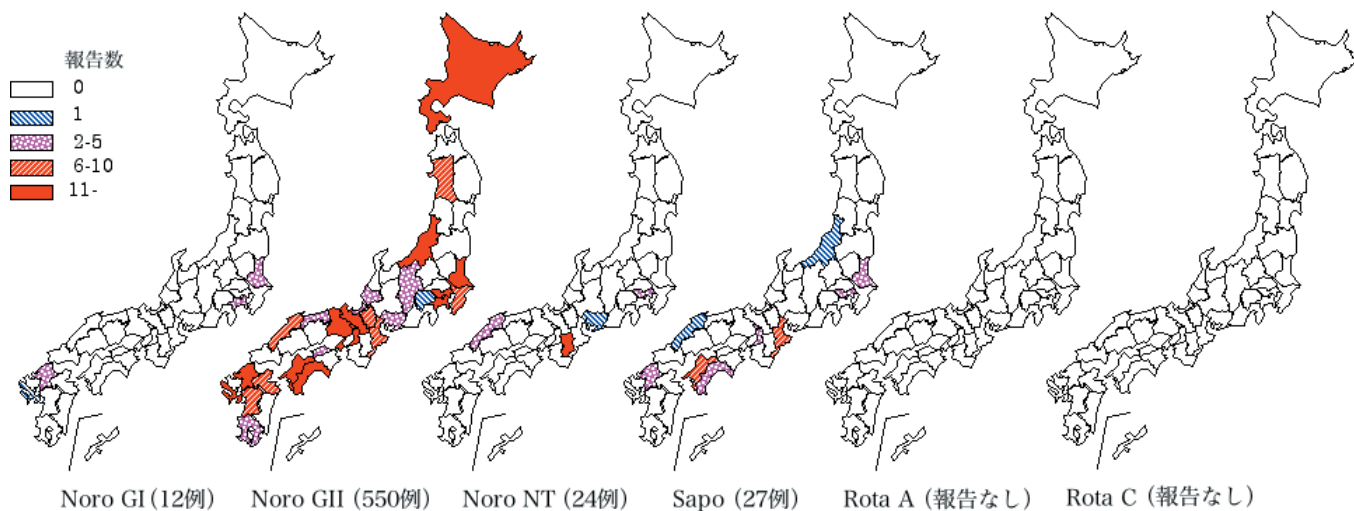 報告数
0
1
2-5
6-10
11-
Noro GI (12例)
Noro GII (550例)
Noro NT (24例)
Sapo (27例)
Rota A (報告なし)
Rota C (報告なし)